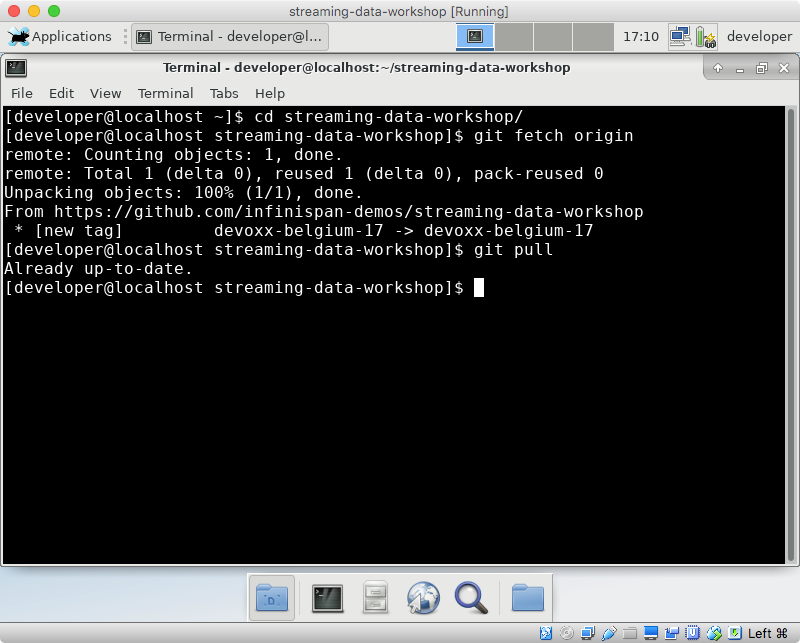 streaming-data-workshop [Running]
Applications
Terminal - developer@l...
17:10
developer
Terminal - developer@localhost:~/streaming-data-workshop
File Edit View Terminal Tabs Help
[developer@localhost ~]$ cd streaming-data-workshop/
[developer@localhost streaming-data-workshop]$ git fetch origin
remote: Counting objects: 1, done.
remote: Total 1 (delta 0), reused 1 (delta 0), pack-reused 0
Unpacking objects: 100% (1/1), done.
From https://github.com/infinispan-demos/streaming-data-workshop
 * [new tag]         devoxx-belgium-17 -> devoxx-belgium-17
[developer@localhost streaming-data-workshop]$ git pull
Already up-to-date.
[developer@localhost streaming-data-workshop]$
Left ⌘